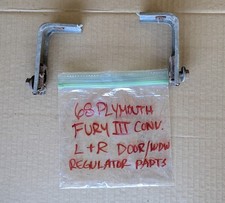 68 PLYMOUTH
FURY III CONV.
L + R DOOR/WDW
REGULATOR PARTS